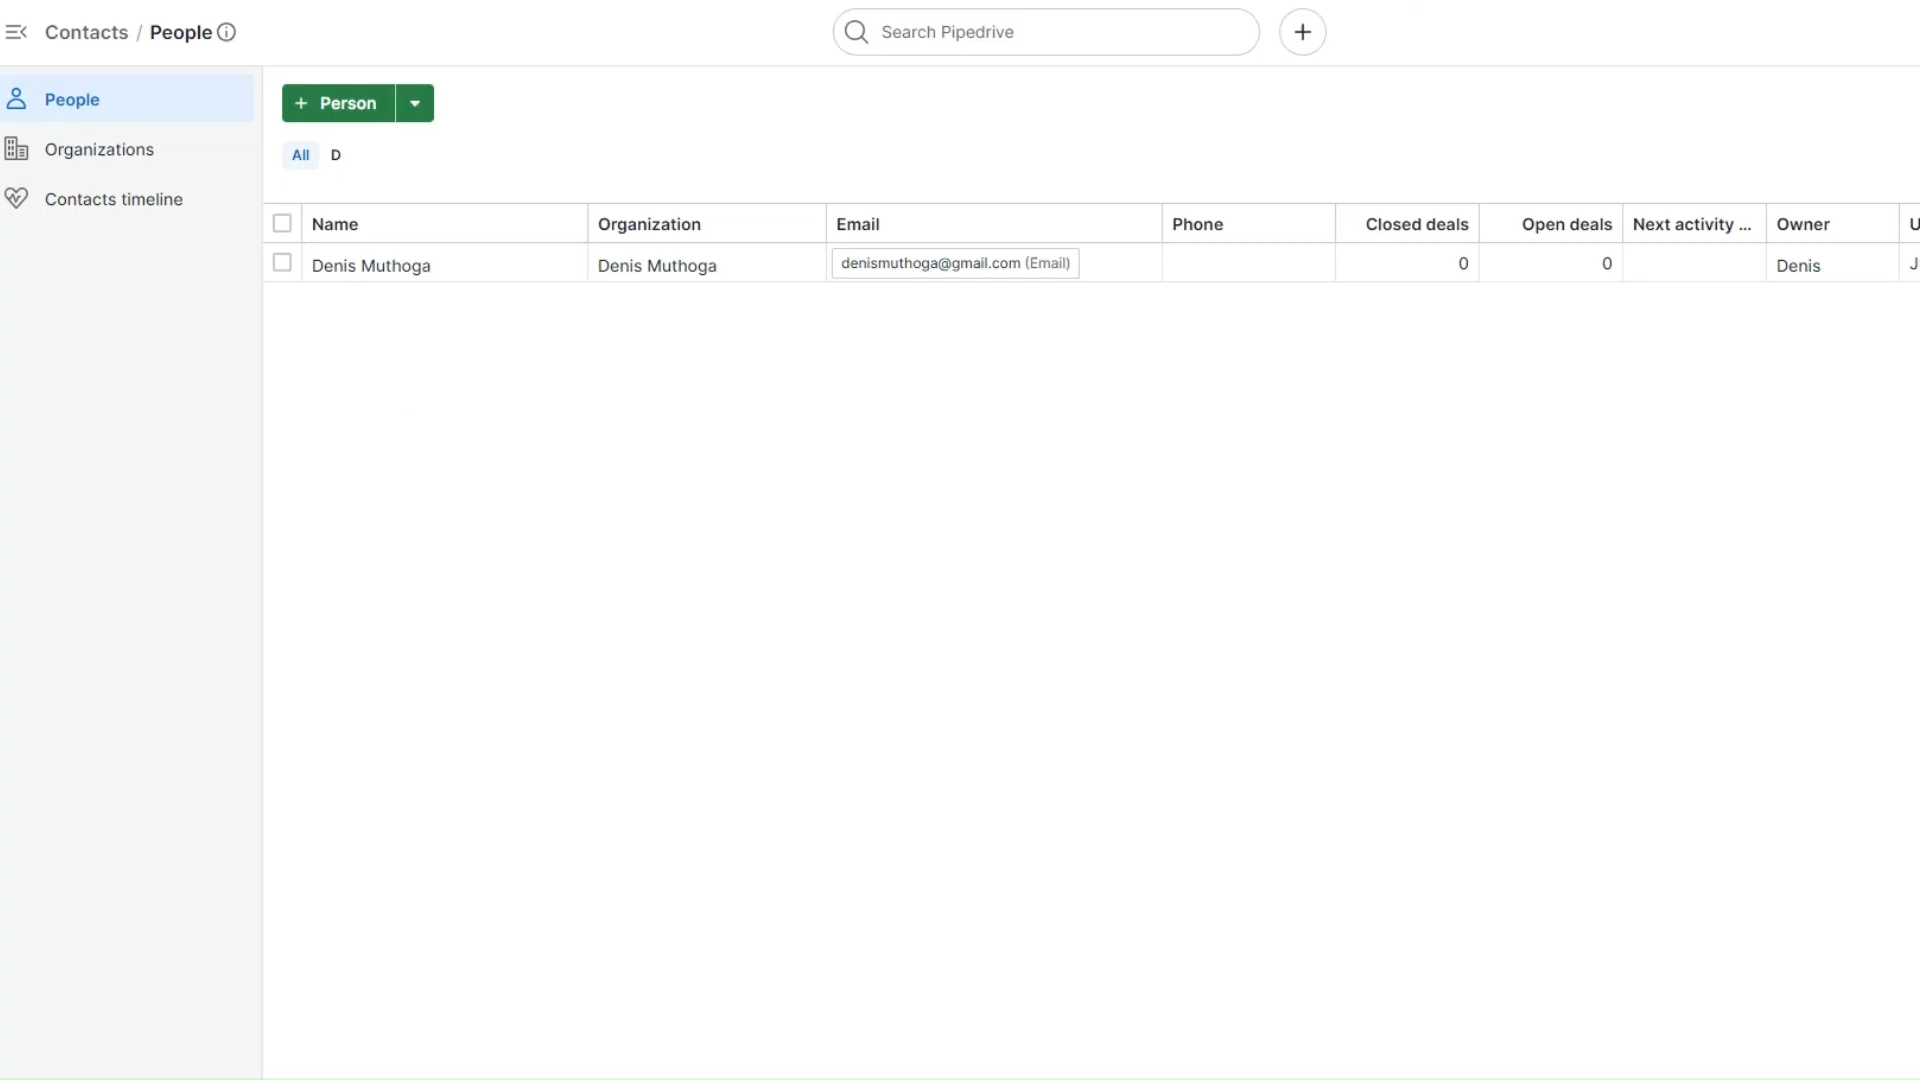 Contacts / People
Search Pipedrive
People
Organizations
Contacts timeline
+ Person
All D
Name Organization Email Phone Closed deals Open deals Next activity ... Owner U
Denis Muthoga Denis Muthoga denismuthoga@gmail.com (Email) 0 0 Denis J